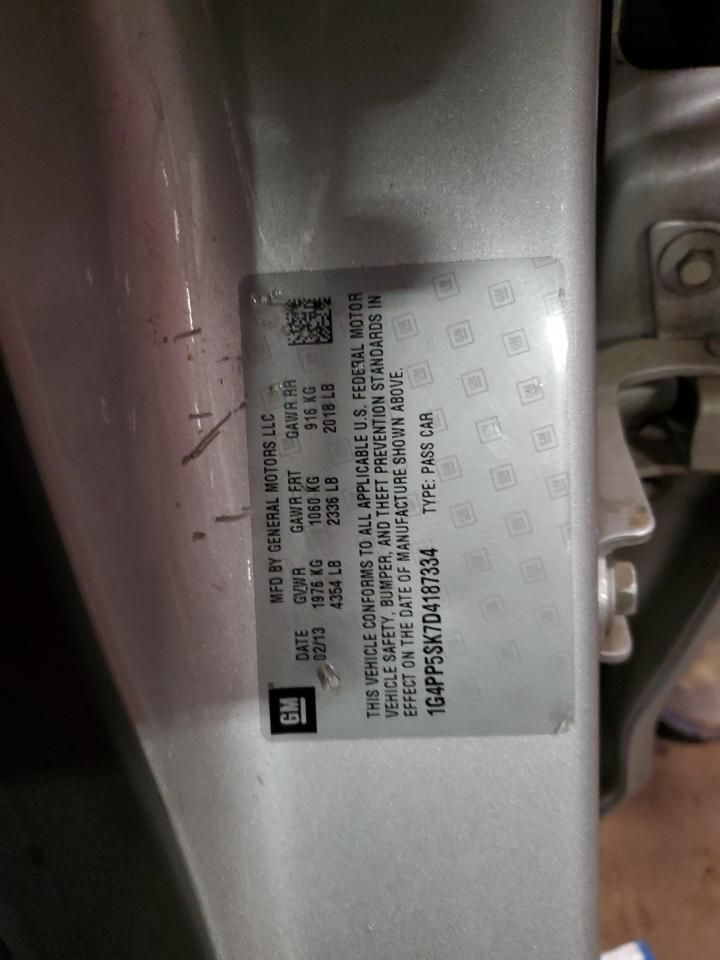 GM
MFD BY GENERAL MOTORS LLC
DATE GVWR GAWR FRT GAWR RR
02/13 1976 KG 1060 KG 916 KG
4354 LB 2336 LB 2018 LB
THIS VEHICLE CONFORMS TO ALL APPLICABLE U.S. FEDERAL MOTOR
VEHICLE SAFETY, BUMPER, AND THEFT PREVENTION STANDARDS IN
EFFECT ON THE DATE OF MANUFACTURE SHOWN ABOVE.
1G4PP5SK7D4187334 TYPE: PASS CAR